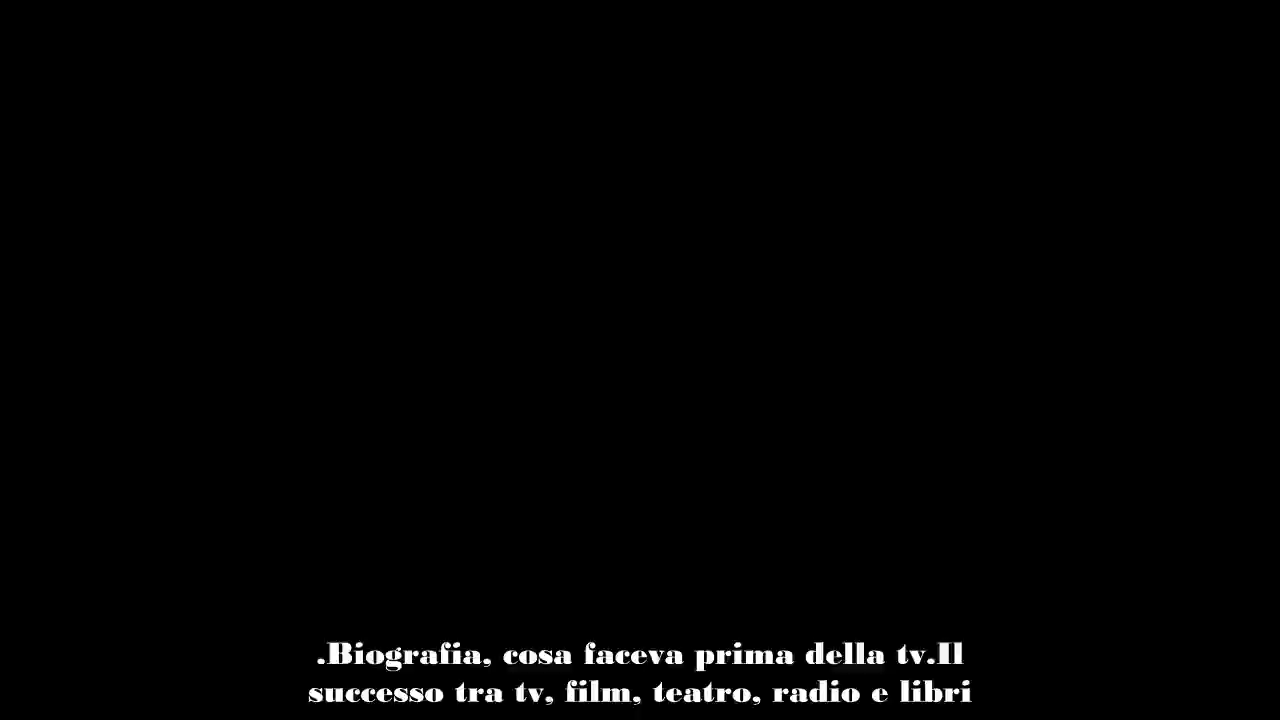 .Biografia, cosa faceva prima della tv.Il
successo tra tv, film, teatro, radio e libri